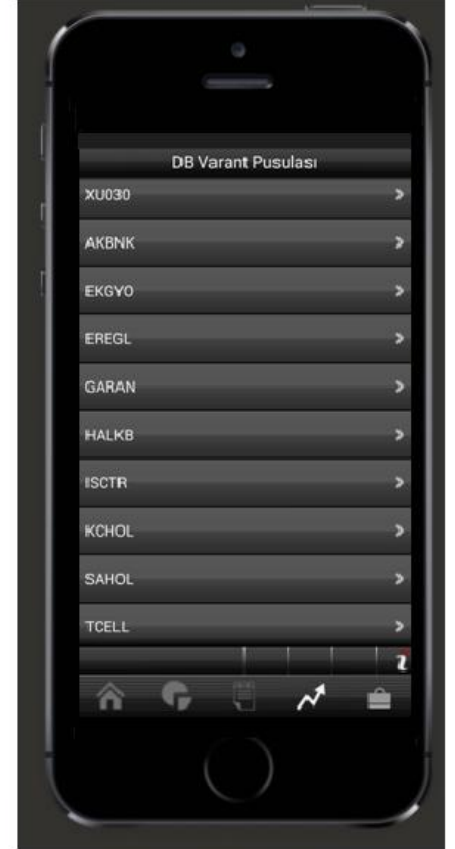 DB Varant Pusulası
XU030
AKBNK
EKGYO
EREGL
GARAN
HALKB
ISCTR
KCHOL
SAHOL
TCELL